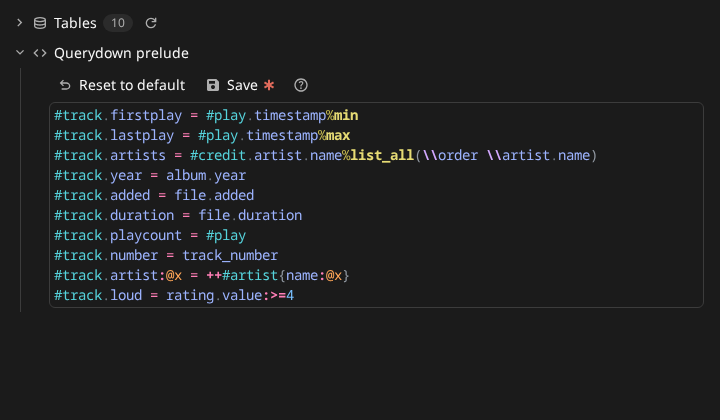 Tables 10
Querydown prelude
Reset to default Save *
#track.firstplay = #play.timestamp%min
#track.lastplay = #play.timestamp%max
#track.artists = #credit.artist.name%list_all(\\order \\artist.name)
#track.year = album.year
#track.added = file.added
#track.duration = file.duration
#track.playcount = #play
#track.number = track_number
#track.artist:@x = ++#artist{name:@x}
#track.loud = rating.value:>=4